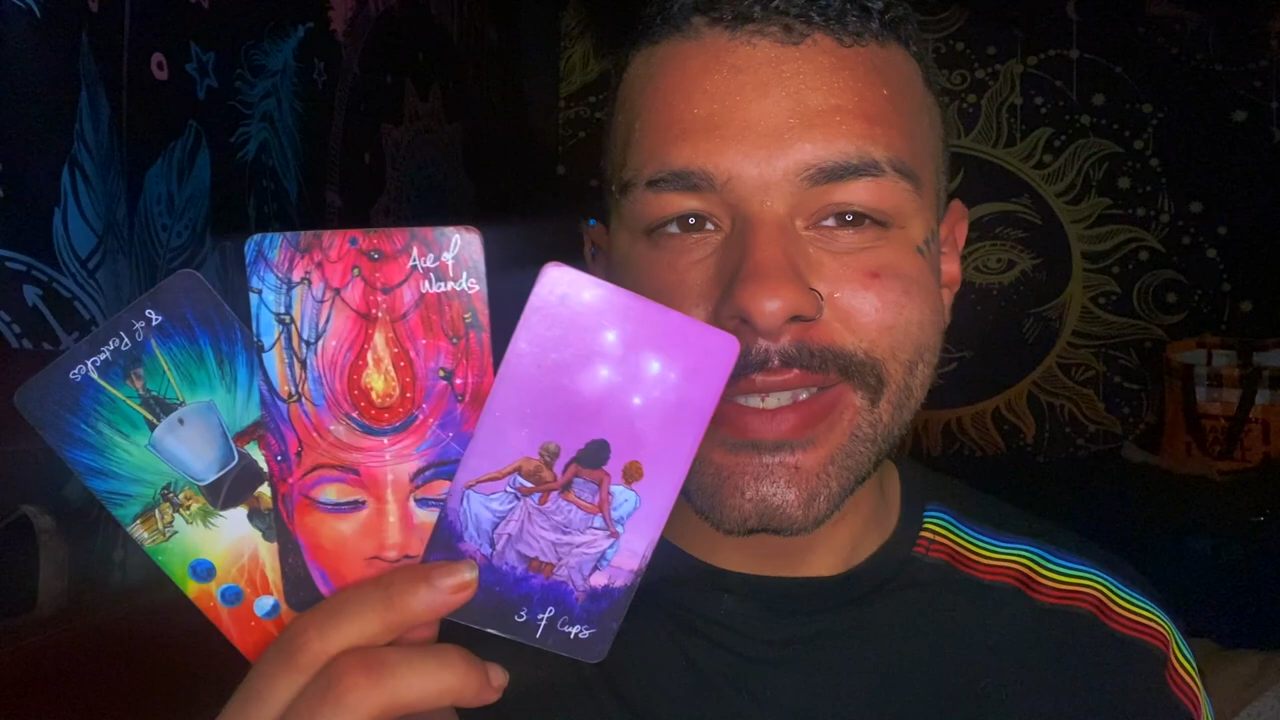 8 of Pentacles
Ace of
Wands
3 of Cups